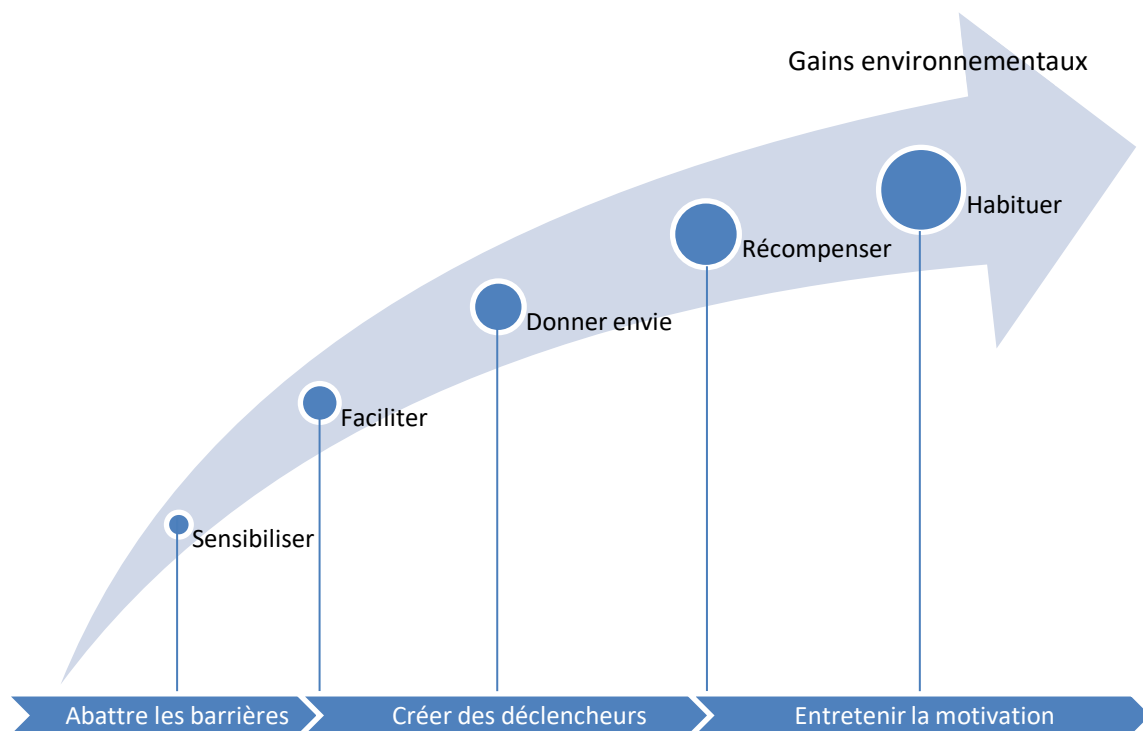 Gains environnementaux
Habituer
Récompenser
Donner envie
Faciliter
Sensibiliser
Abattre les barrières
Créer des déclencheurs
Entretenir la motivation